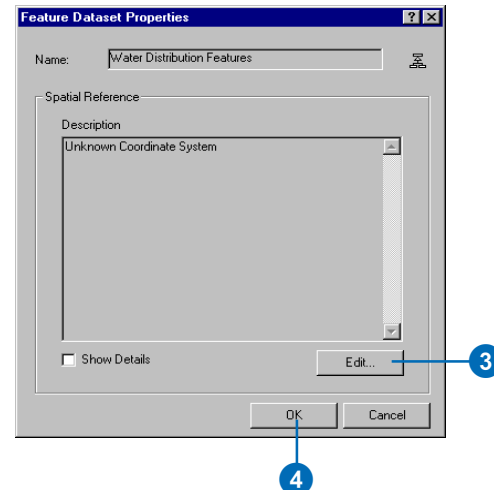 Feature Dataset Properties
Name: Water Distribution Features
Spatial Reference
Description
Unknown Coordinate System
Show Details
Edit...
3
OK Cancel
4